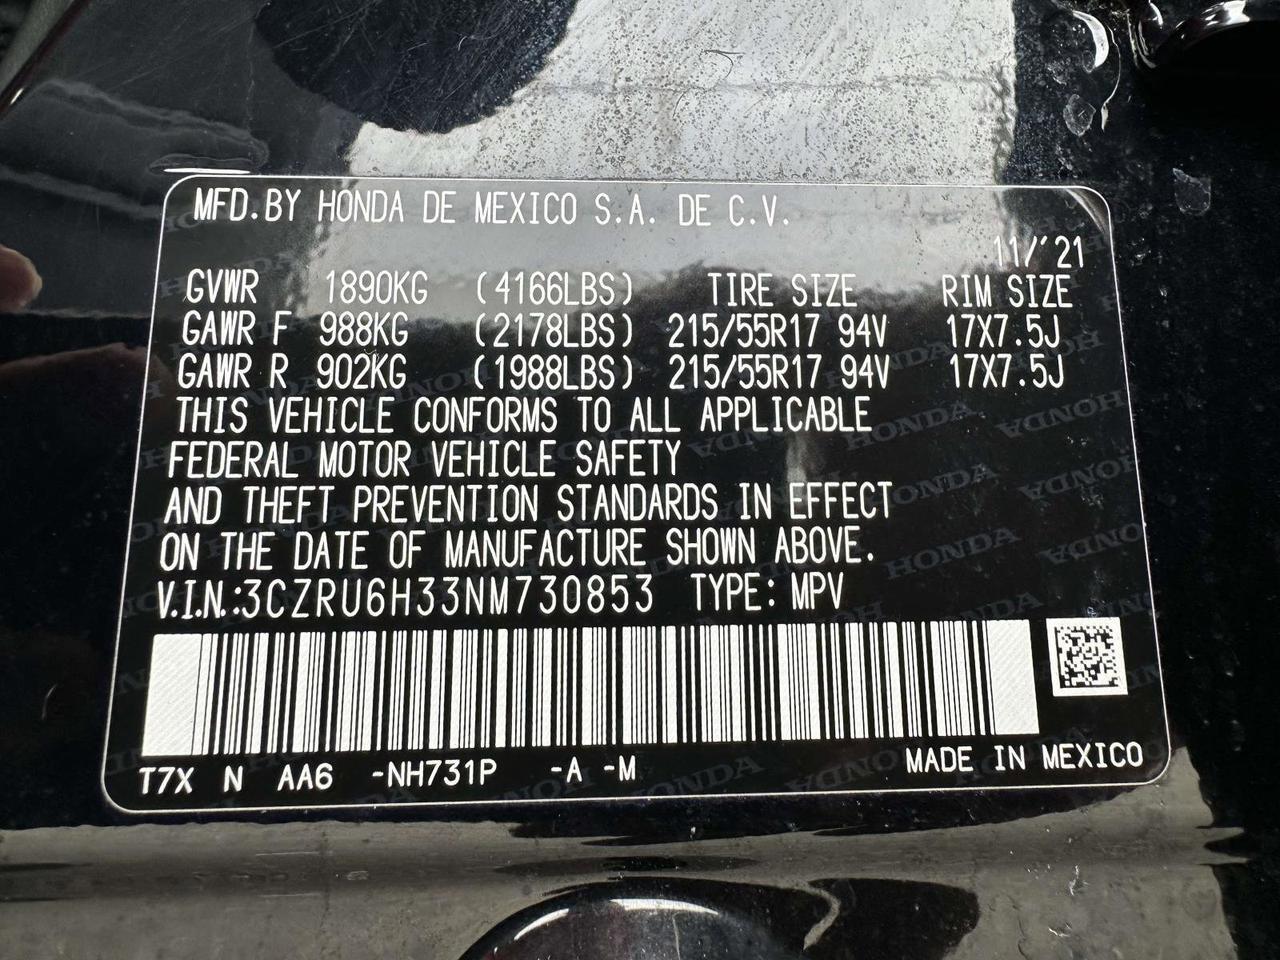 MFD.BY HONDA DE MEXICO S.A. DE C.V.
11/'21
GVWR 1890KG (4166LBS) TIRE SIZE RIM SIZE
GAWR F 988KG (2178LBS) 215/55R17 94V 17X7.5J
GAWR R 902KG (1988LBS) 215/55R17 94V 17X7.5J
THIS VEHICLE CONFORMS TO ALL APPLICABLE
FEDERAL MOTOR VEHICLE SAFETY
AND THEFT PREVENTION STANDARDS IN EFFECT
ON THE DATE OF MANUFACTURE SHOWN ABOVE.
V.I.N.:3CZRU6H33NM730853 TYPE: MPV
T7X N AA6 -NH731P -A -M MADE IN MEXICO